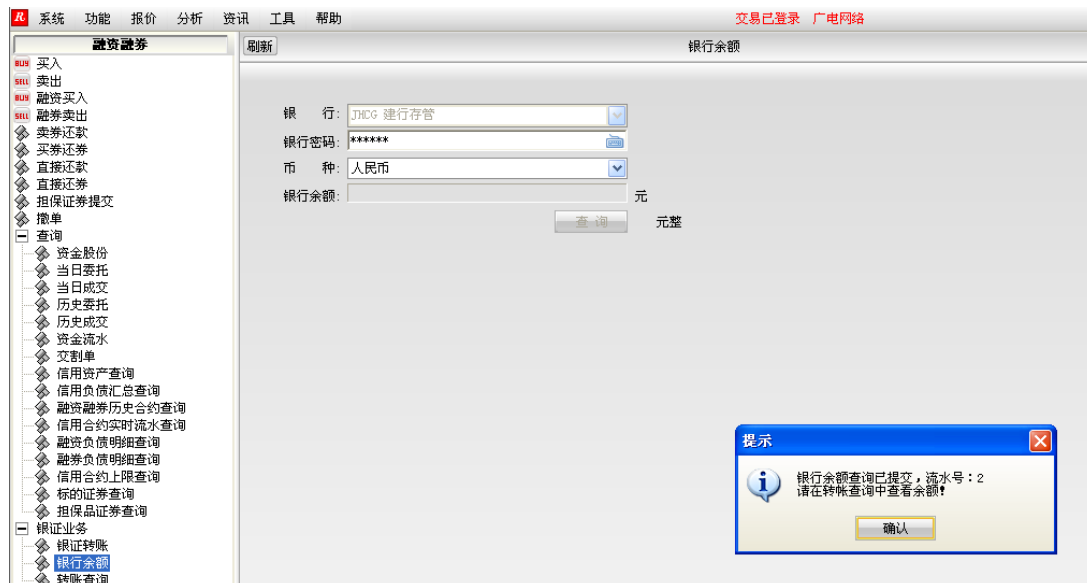 R 系统 功能 报价 分析 资讯 工具 帮助 交易已登录 广电网络
融资融券
刷新 银行余额
BUY 买入
SELL 卖出
BUY 融资买入
SELL 融券卖出
卖券还款
买券还券
直接还款
直接还券
担保证券提交
撤单
查询
资金股份
当日委托
当日成交
历史委托
历史成交
资金流水
交割单
信用资产查询
信用负债汇总查询
融资融券历史合约查询
信用合约实时流水查询
融资负债明细查询
融券负债明细查询
信用合约上限查询
标的证券查询
担保品证券查询
银证业务
银证转账
银行余额
转账查询
银 行: JHCG 建行存管
银行密码: ******
币 种: 人民币
银行余额: 元
查 询 元整
提示
银行余额查询已提交，流水号：2
请在转帐查询中查看余额!
确认